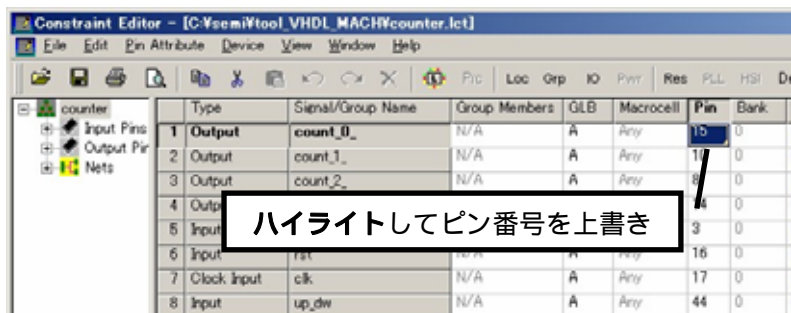 Constraint Editor - [C:¥semi¥tool_VHDL_MACH¥counter.lct]
File Edit Pin Attribute Device View Window Help
Prc Loc Grp IO Pwr Res PLL HSI
counter
Input Pins
Output Pin
Nets
Type Signal/Group Name Group Members GLB Macrocell Pin Bank
1 Output count_0_ N/A A Any 15 0
2 Output count_1_ N/A A Any 0
3 Output count_2_ N/A A Any 8 0
4 Outp 0
ハイライトしてピン番号を上書き
5 Input 3 0
6 Input rst N/A A Any 16 0
7 Clock Input clk N/A A Any 17 0
8 Input up_dw N/A A Any 44 0